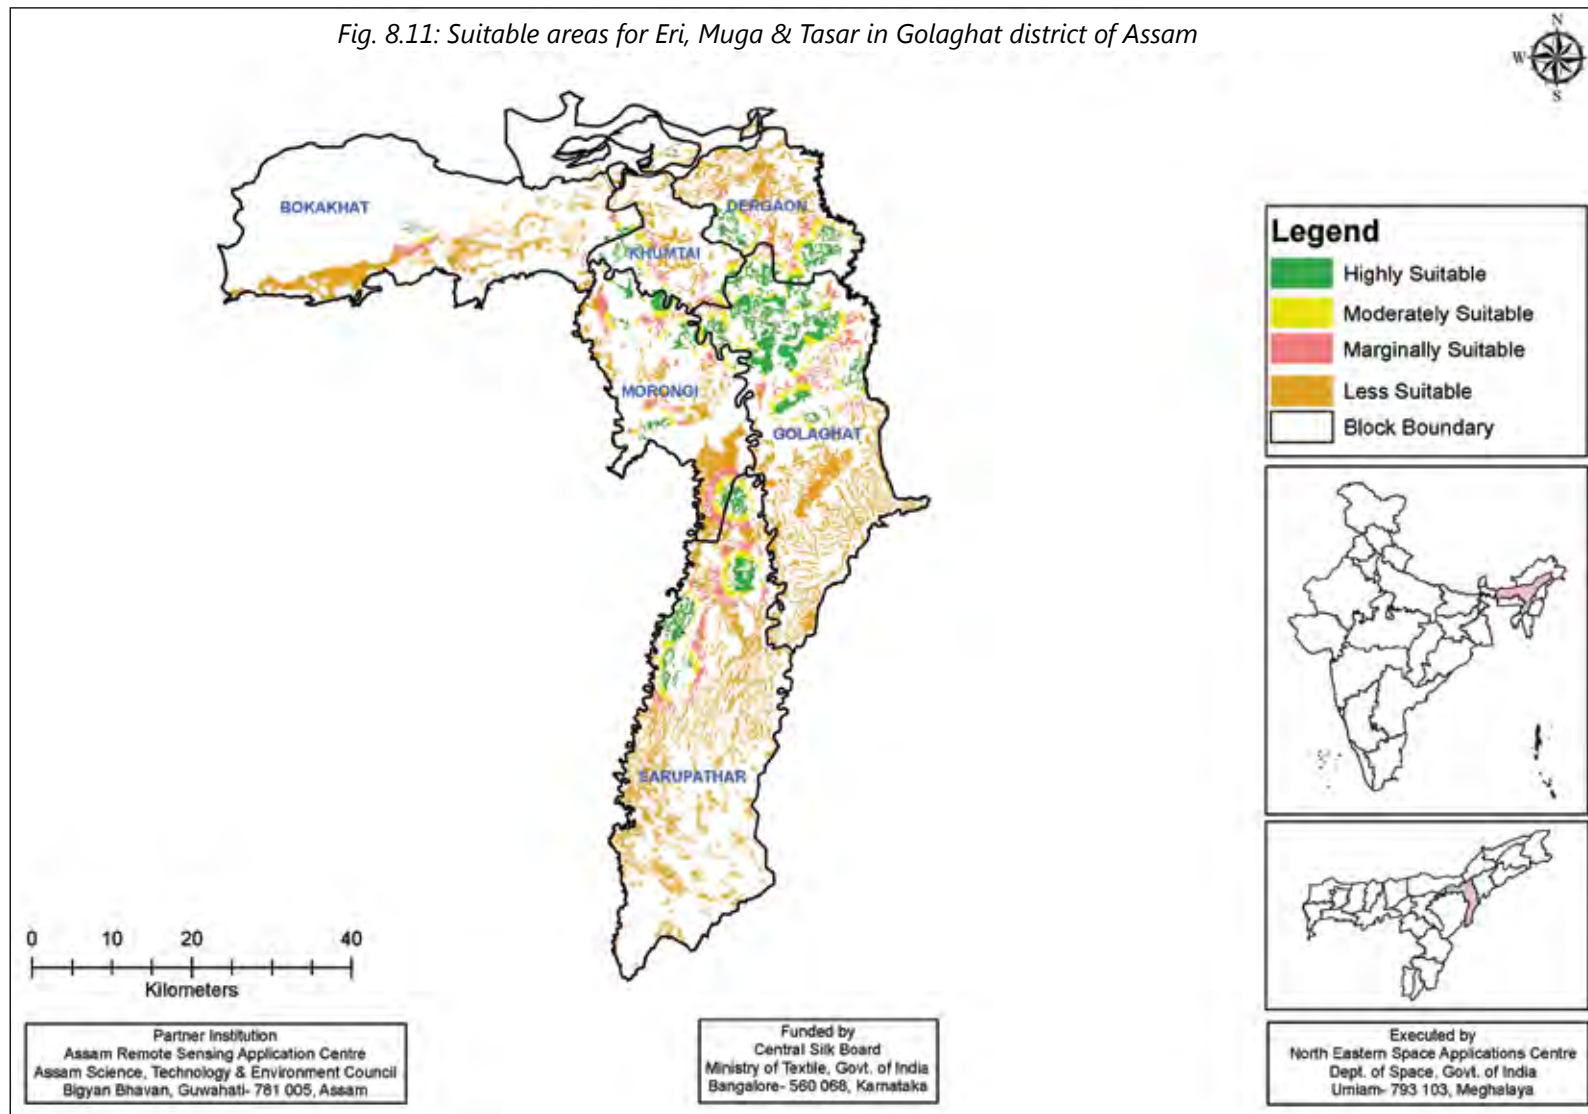 Fig. 8.11: Suitable areas for Eri, Muga & Tasar in Golaghat district of Assam
N
W
S
BOKAKHAT
DERGAON
KHUMTAI
MORONGI
GOLAGHAT
SARUPATHAR
Legend
Highly Suitable
Moderately Suitable
Marginally Suitable
Less Suitable
Block Boundary
0 10 20 40
Kilometers
Partner Institution
Assam Remote Sensing Application Centre
Assam Science, Technology & Environment Council
Bigyan Bhavan, Guwahati- 781 005, Assam
Funded by
Central Silk Board
Ministry of Textile, Govt. of India
Bangalore- 560 068, Karnataka
Executed by
North Eastern Space Applications Centre
Dept. of Space, Govt. of India
Umiam- 793 103, Meghalaya